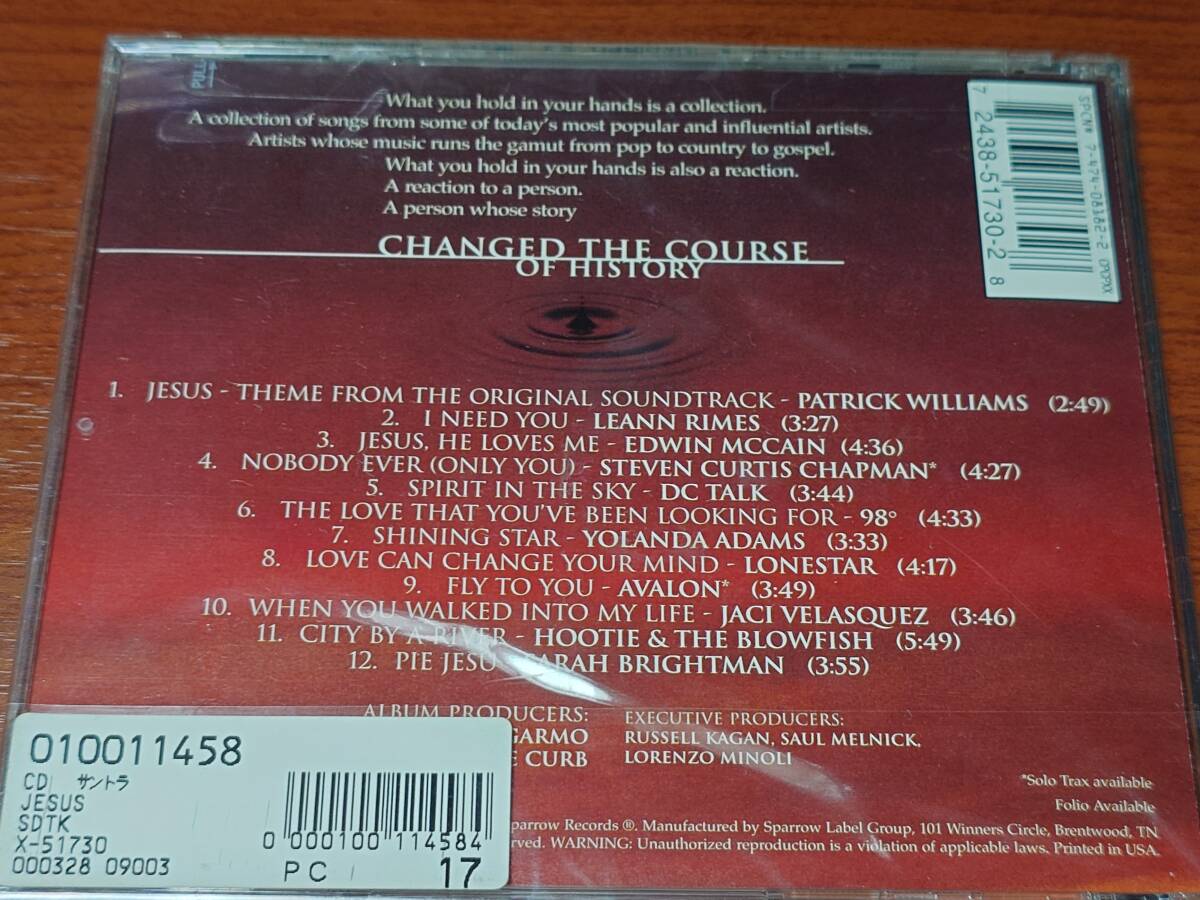 What you hold in your hands is a collection.
A collection of songs from some of today's most popular and influential artists.
Artists whose music runs the gamut from pop to country to gospel.
What you hold in your hands is also a reaction.
A reaction to a person.
A person whose story
CHANGED THE COURSE
OF HISTORY
7 2438-51730-2 8
1. JESUS - THEME FROM THE ORIGINAL SOUNDTRACK - PATRICK WILLIAMS (2:49)
2. I NEED YOU - LEANN RIMES (3:27)
3. JESUS, HE LOVES ME - EDWIN MCCAIN (4:36)
4. NOBODY EVER (ONLY YOU) - STEVEN CURTIS CHAPMAN* (4:27)
5. SPIRIT IN THE SKY - DC TALK (3:44)
6. THE LOVE THAT YOU'VE BEEN LOOKING FOR - 98° (4:33)
7. SHINING STAR - YOLANDA ADAMS (3:33)
8. LOVE CAN CHANGE YOUR MIND - LONESTAR (4:17)
9. FLY TO YOU - AVALON* (3:49)
10. WHEN YOU WALKED INTO MY LIFE - JACI VELASQUEZ (3:46)
11. CITY BY A RIVER - HOOTIE & THE BLOWFISH (5:49)
12. PIE JESU - SARAH BRIGHTMAN (3:55)
ALBUM PRODUCERS:
GARMO
CURB
EXECUTIVE PRODUCERS:
RUSSELL KAGAN, SAUL MELNICK,
LORENZO MINOLI
*Solo Trax available
Folio Available
Sparrow Records ®. Manufactured by Sparrow Label Group, 101 Winners Circle, Brentwood, TN
WARNING: Unauthorized reproduction is a violation of applicable laws. Printed in USA.
010011458
CD サントラ
JESUS
SDTK
X-51730
000328 09003
0 000100 114584
PC 17